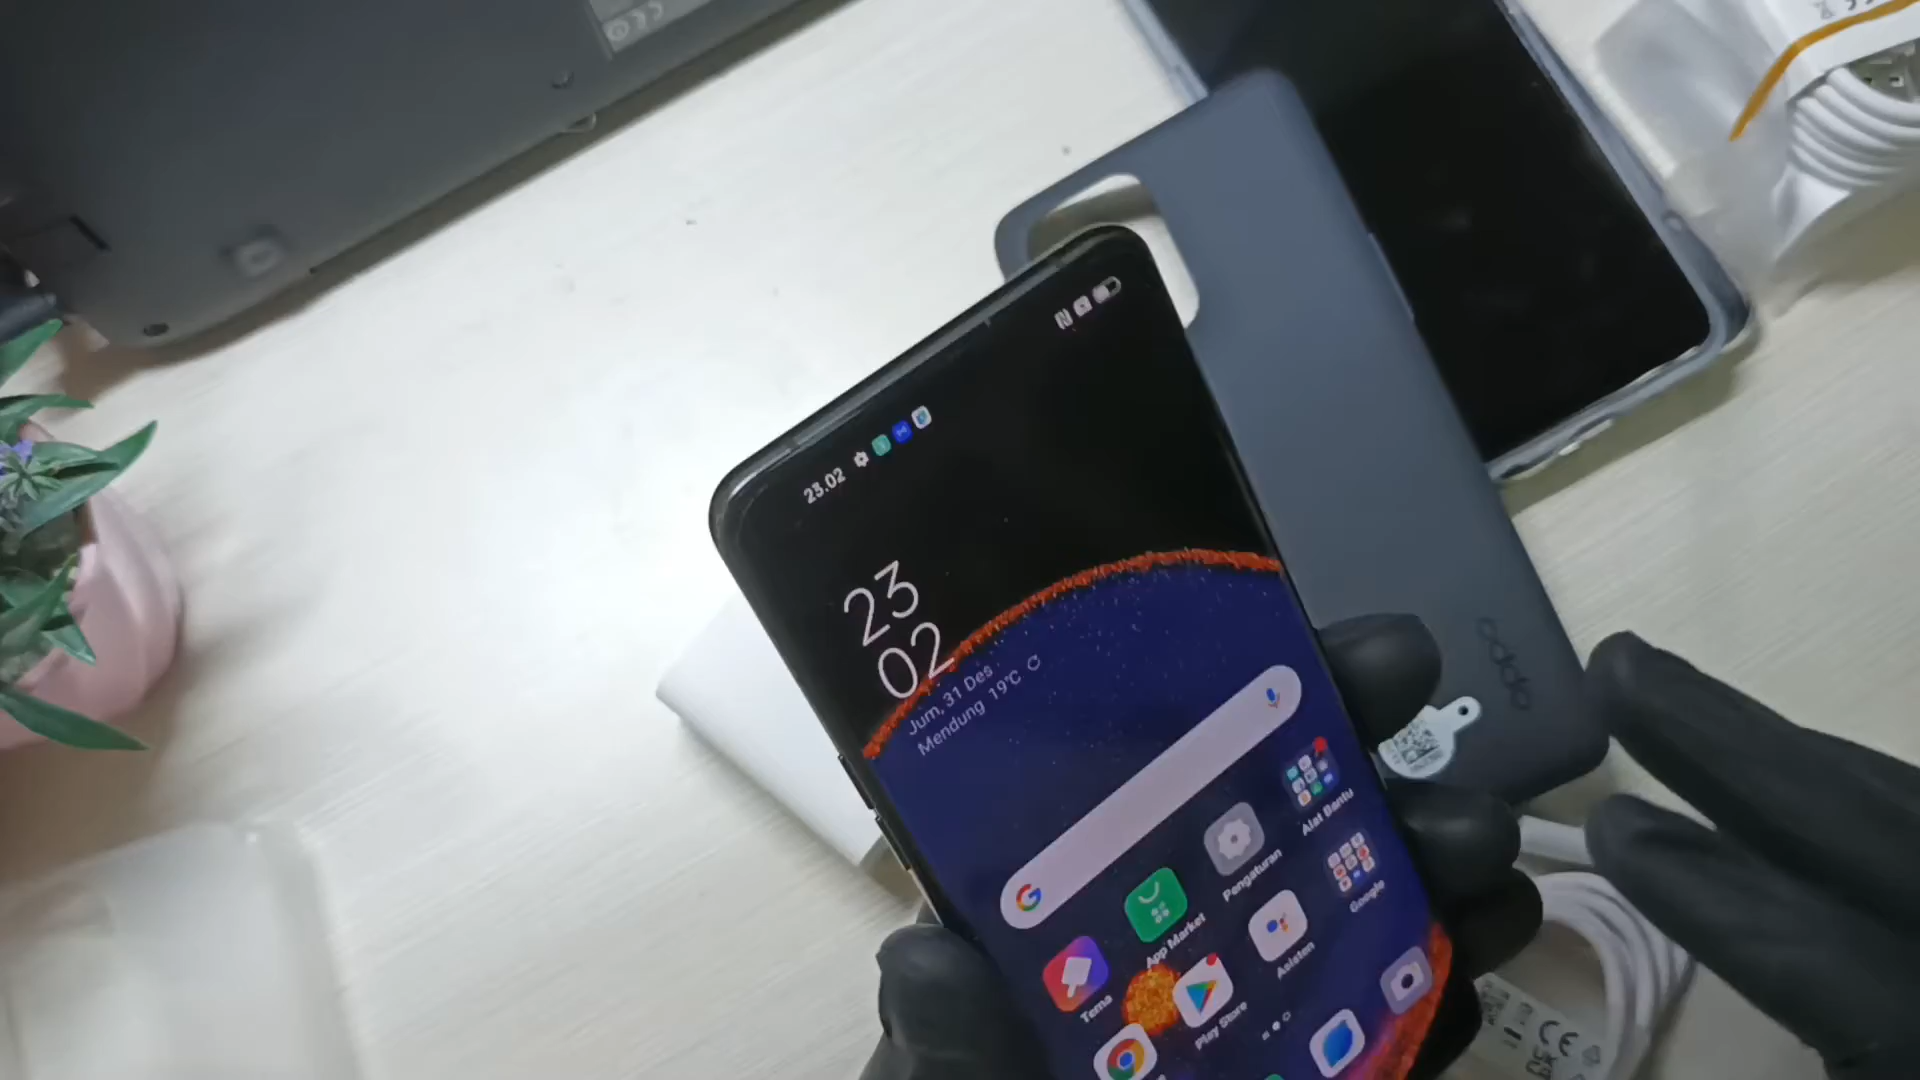 23.02
23
02
Jum, 31 Des
Mendung 19°C
Alat Bantu
Pengaturan
Google
App Market
Asisten
Tema
Play Store
oppo
CE